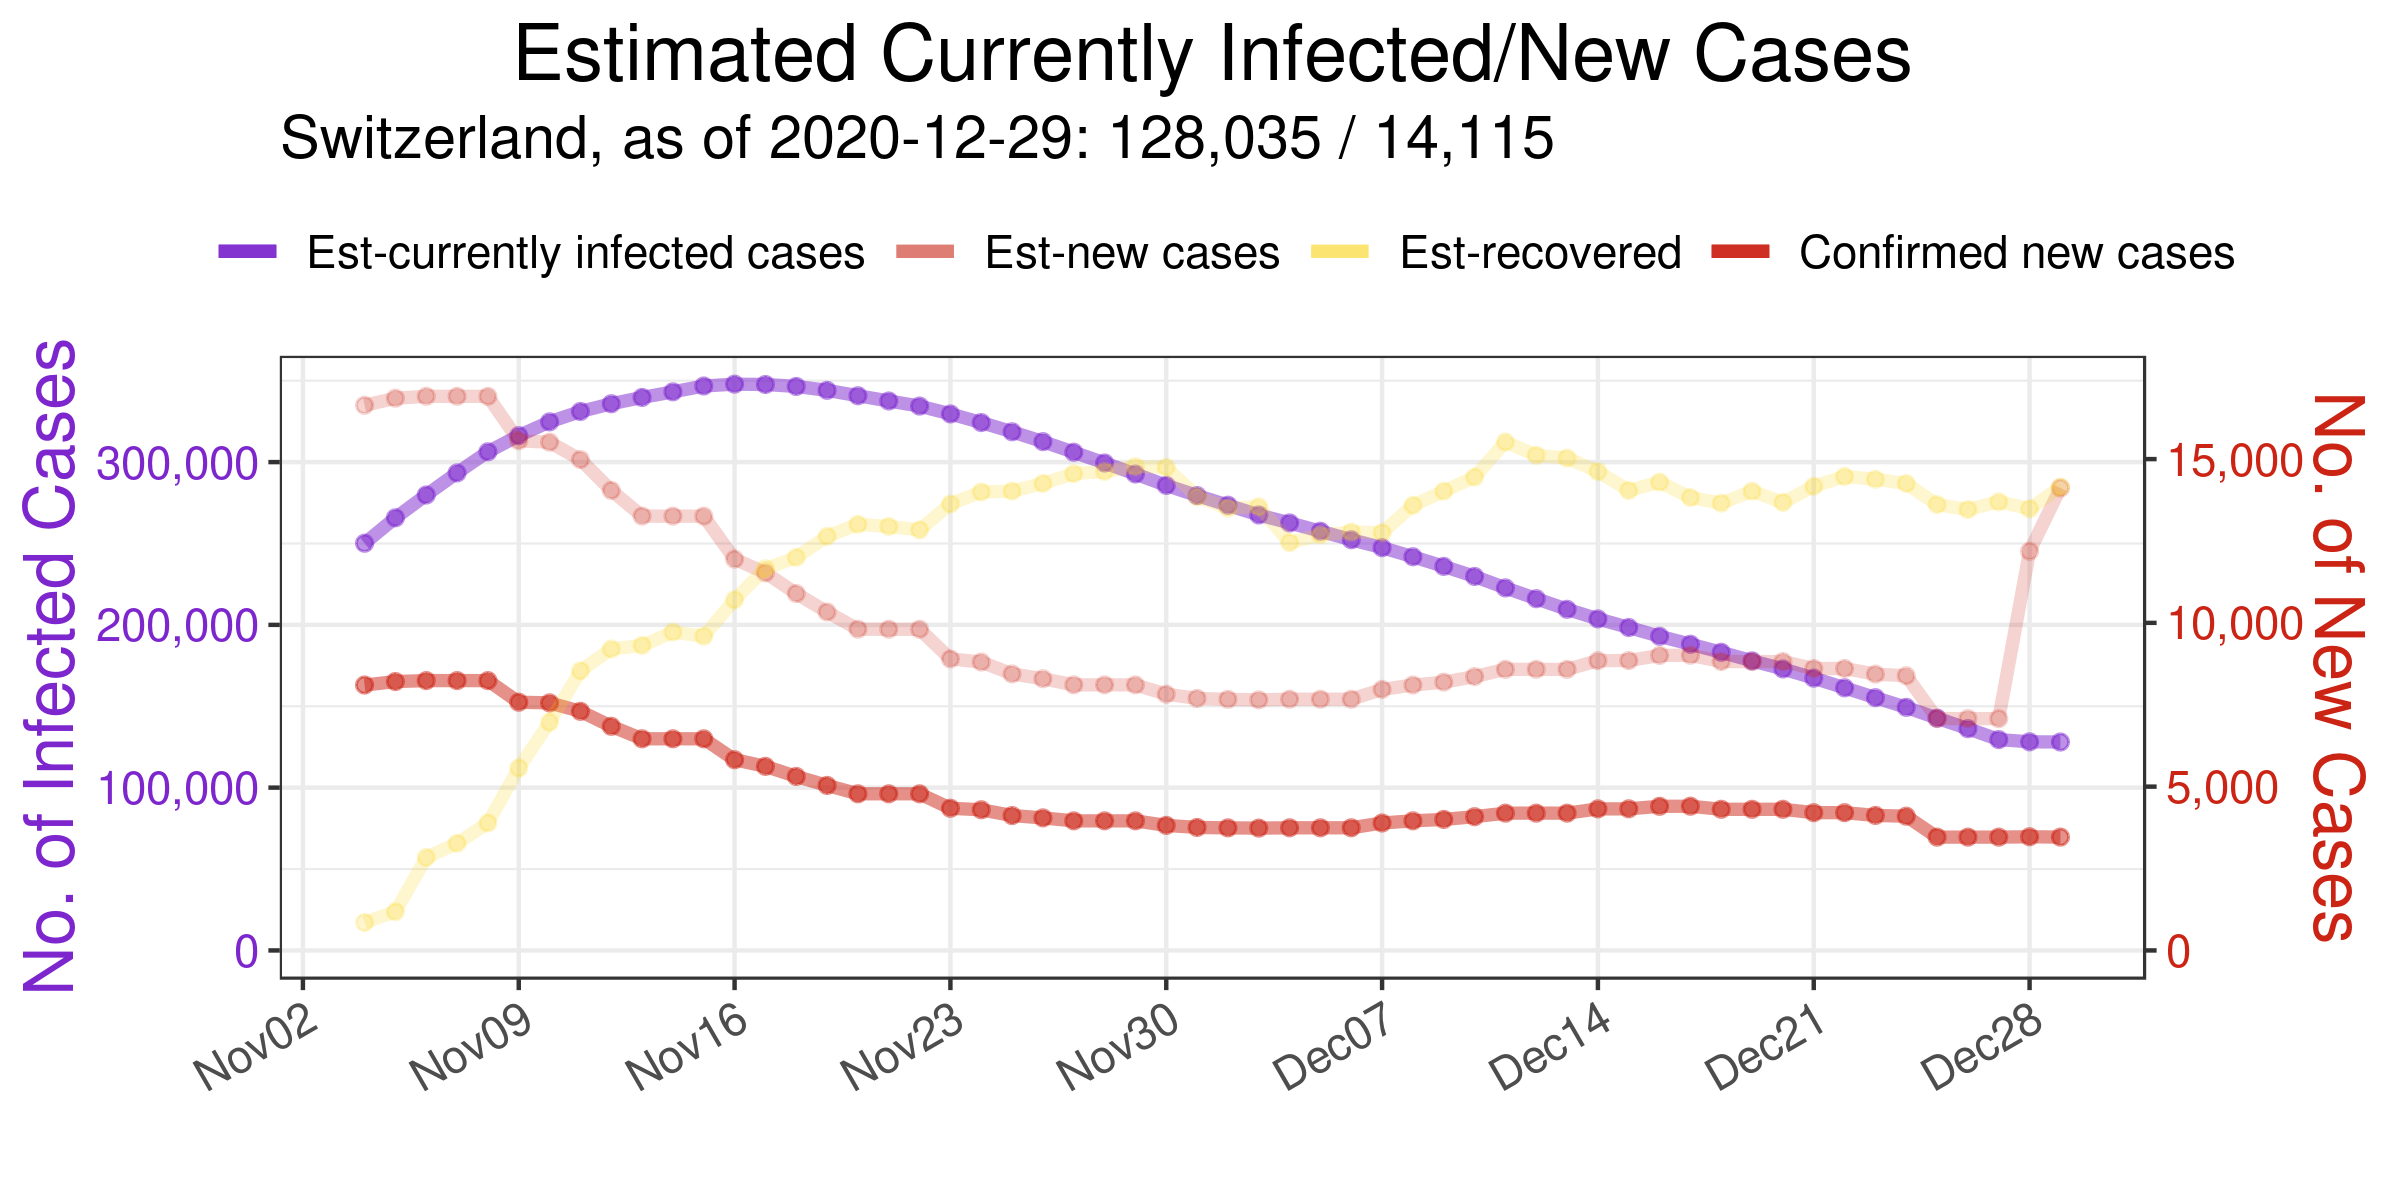 Estimated Currently Infected/New Cases
Switzerland, as of 2020-12-29: 128,035 / 14,115
Est-currently infected cases
Est-new cases
Est-recovered
Confirmed new cases
No. of Infected Cases
300,000
200,000
100,000
0
15,000
10,000
5,000
0
No. of New Cases
Nov02
Nov09
Nov16
Nov23
Nov30
Dec07
Dec14
Dec21
Dec28